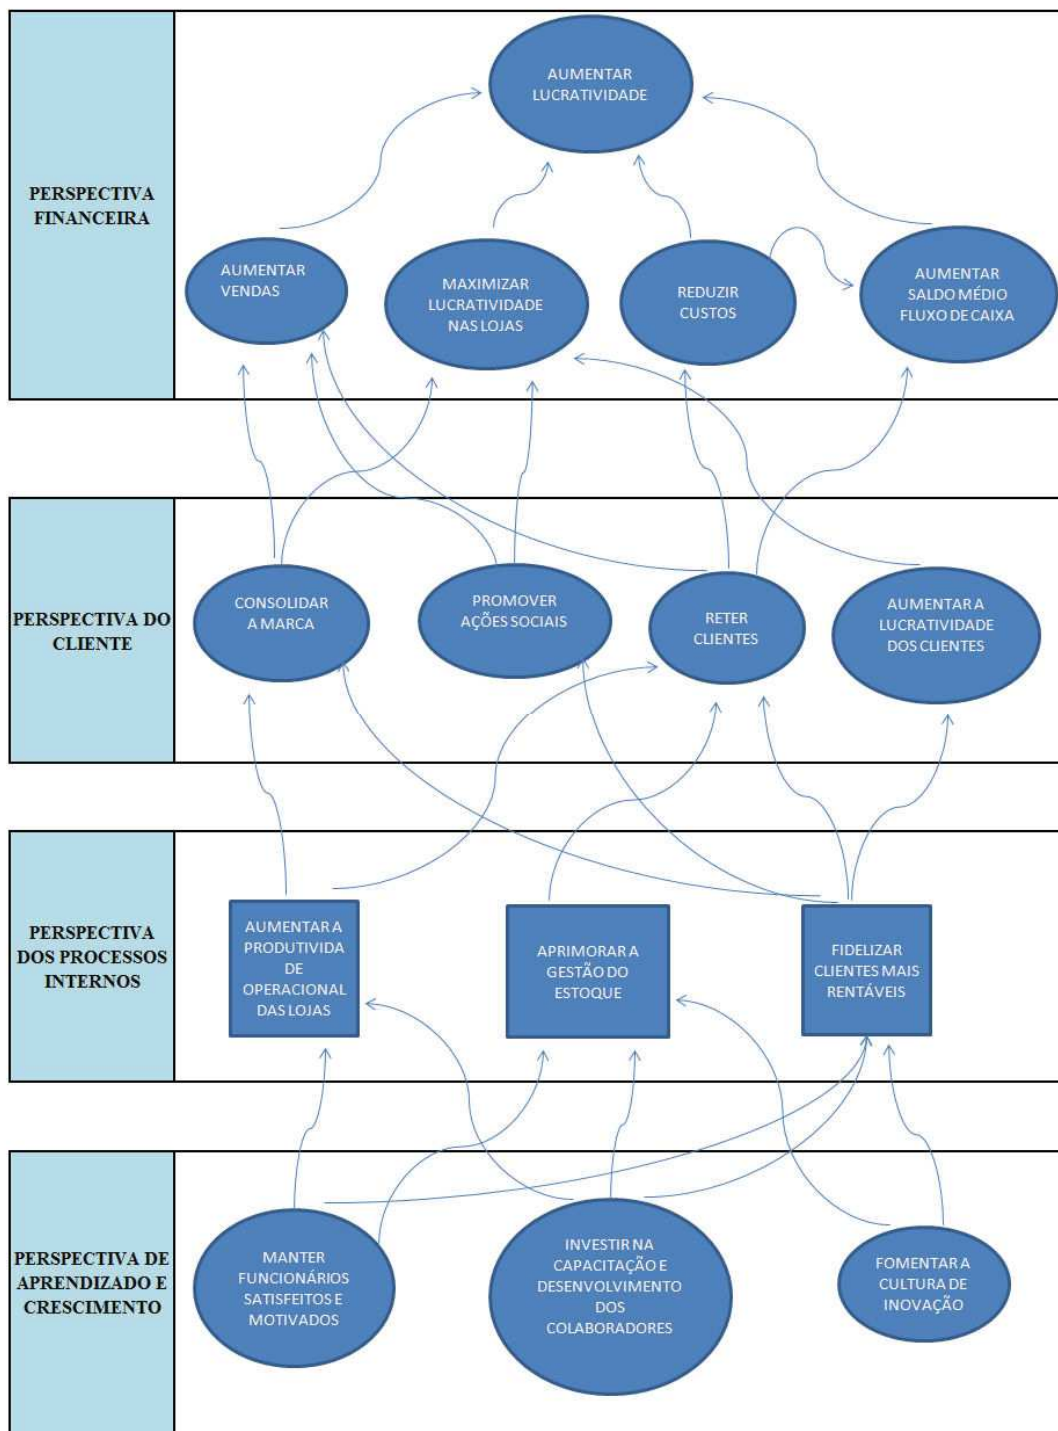 AUMENTAR
LUCRATIVIDADE
PERSPECTIVA
FINANCEIRA
AUMENTAR
VENDAS
MAXIMIZAR
LUCRATIVIDADE
NAS LOJAS
REDUZIR
CUSTOS
AUMENTAR
SALDO MÉDIO
FLUXO DE CAIXA
PERSPECTIVA DO
CLIENTE
CONSOLIDAR
A MARCA
PROMOVER
AÇÕES SOCIAIS
RETER
CLIENTES
AUMENTAR A
LUCRATIVIDADE
DOS CLIENTES
PERSPECTIVA
DOS PROCESSOS
INTERNOS
AUMENTAR A
PRODUTIVIDA
DE
OPERACIONAL
DAS LOJAS
APRIMORAR A
GESTÃO DO
ESTOQUE
FIDELIZAR
CLIENTES MAIS
RENTÁVEIS
PERSPECTIVA DE
APRENDIZADO E
CRESCIMENTO
MANTER
FUNCIONÁRIOS
SATISFEITOS E
MOTIVADOS
INVESTIR NA
CAPACITAÇÃO E
DESENVOLVIMENTO
DOS
COLABORADORES
FOMENTAR A
CULTURA DE
INOVAÇÃO